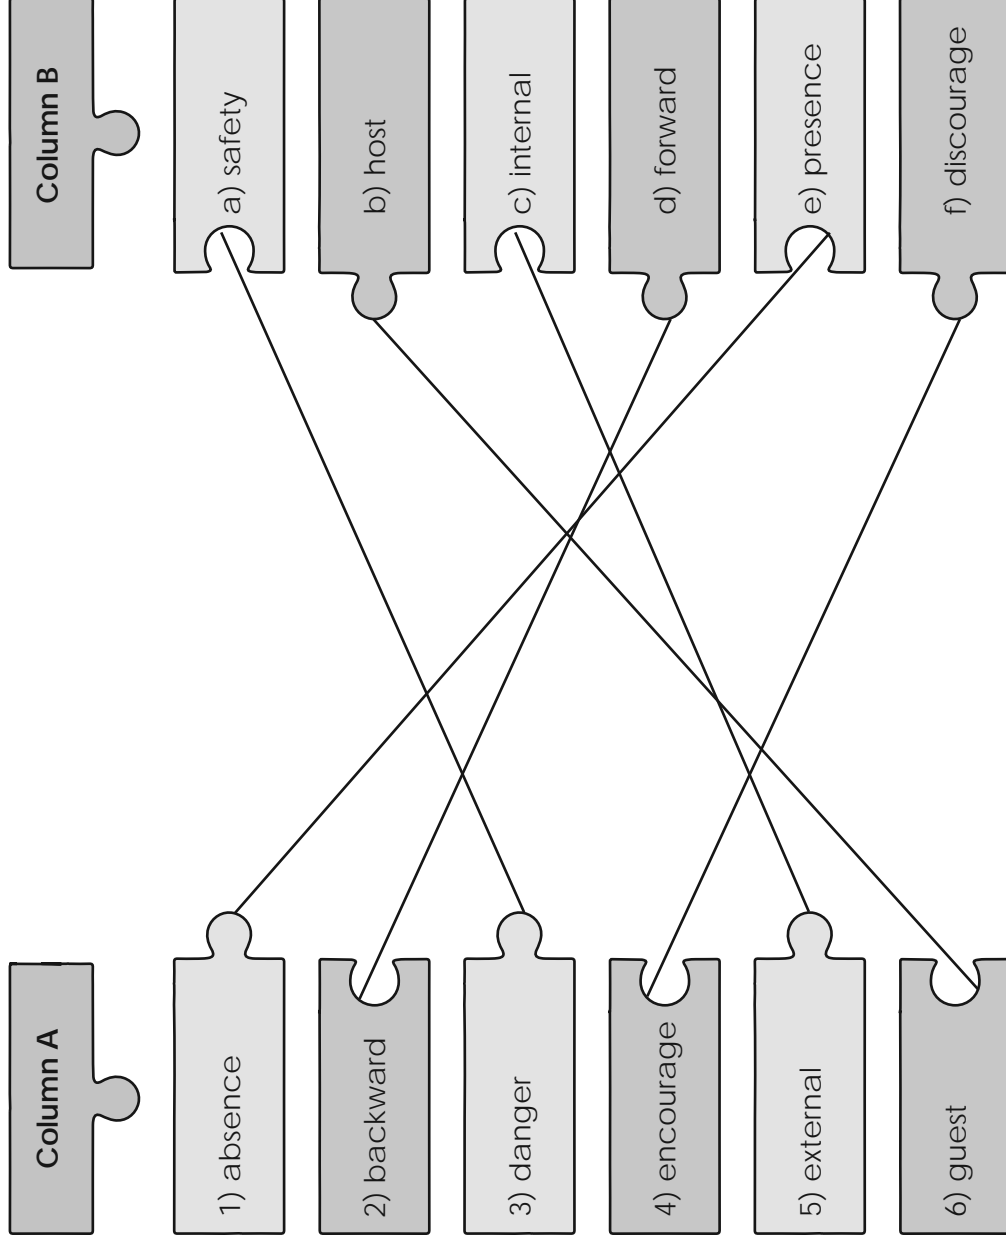 Column A
Column B
1) absence
a) safety
2) backward
b) host
3) danger
c) internal
4) encourage
d) forward
5) external
e) presence
6) guest
f) discourage